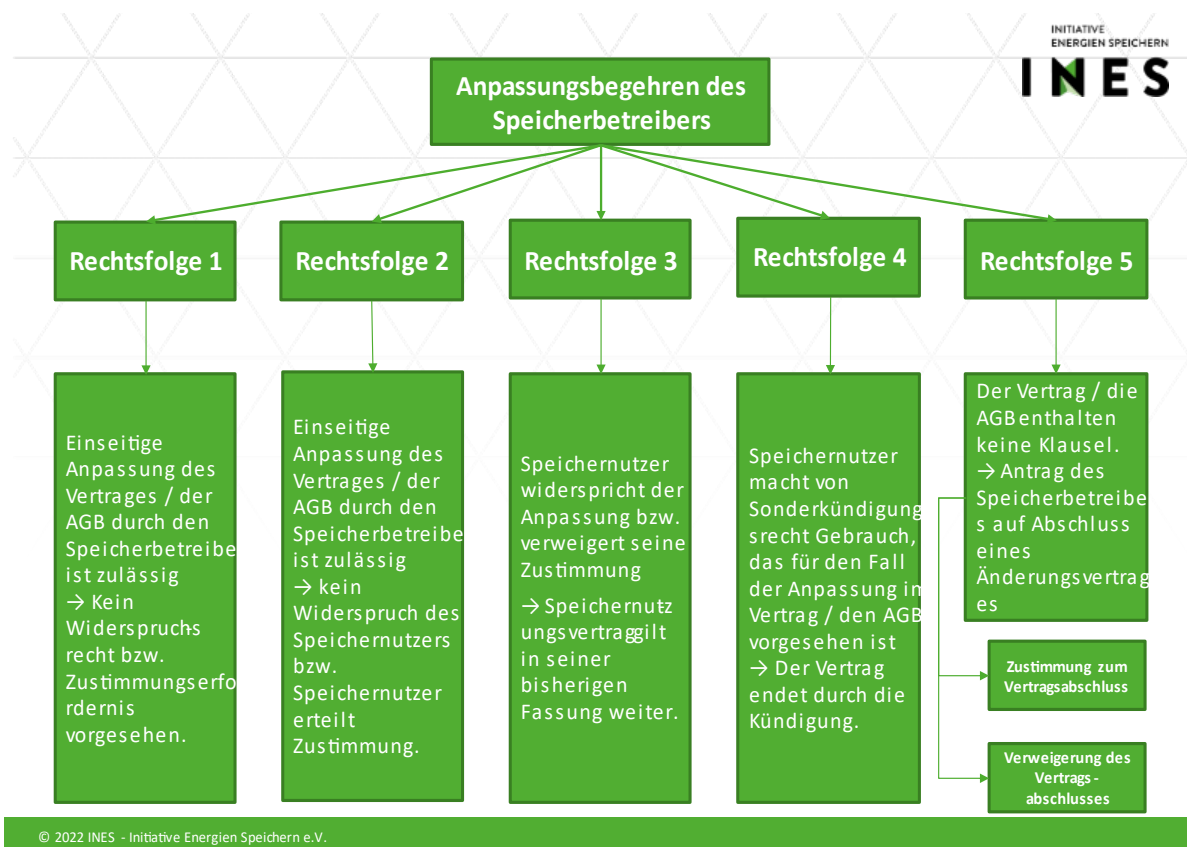 INITIATIVE
ENERGIEN SPEICHERN
INES
Anpassungsbegehren des
Speicherbetreibers
Rechtsfolge 1
Rechtsfolge 2
Rechtsfolge 3
Rechtsfolge 4
Rechtsfolge 5
Einseitige
Anpassung des
Vertrages / der
AGB durch den
Speicherbetreibe
ist zulässig
→ Kein
Widerspruchs
recht bzw.
Zustimmungserfo
rdernis
vorgesehen.
Einseitige
Anpassung des
Vertrages / der
AGB durch den
Speicherbetreibe
ist zulässig
→ kein
Widerspruch des
Speichernutzers
bzw.
Speichernutzer
erteilt
Zustimmung.
Speichernutzer
widerspricht der
Anpassung bzw.
verweigert seine
Zustimmung
→ Speichernutz
ungsvertrag gilt
in seiner
bisherigen
Fassung weiter.
Speichernutzer
macht von
Sonderkündigung
srecht Gebrauch,
das für den Fall
der Anpassung im
Vertrag / den AGB
vorgesehen ist
→ Der Vertrag
endet durch die
Kündigung.
Der Vertrag / die
AGB enthalten
keine Klausel.
→ Antrag des
Speicherbetreibe
s auf Abschluss
eines
Änderungsvertrag
es
Zustimmung zum
Vertragsabschluss
Verweigerung des
Vertrags-
abschlusses
© 2022 INES - Initiative Energien Speichern e.V.